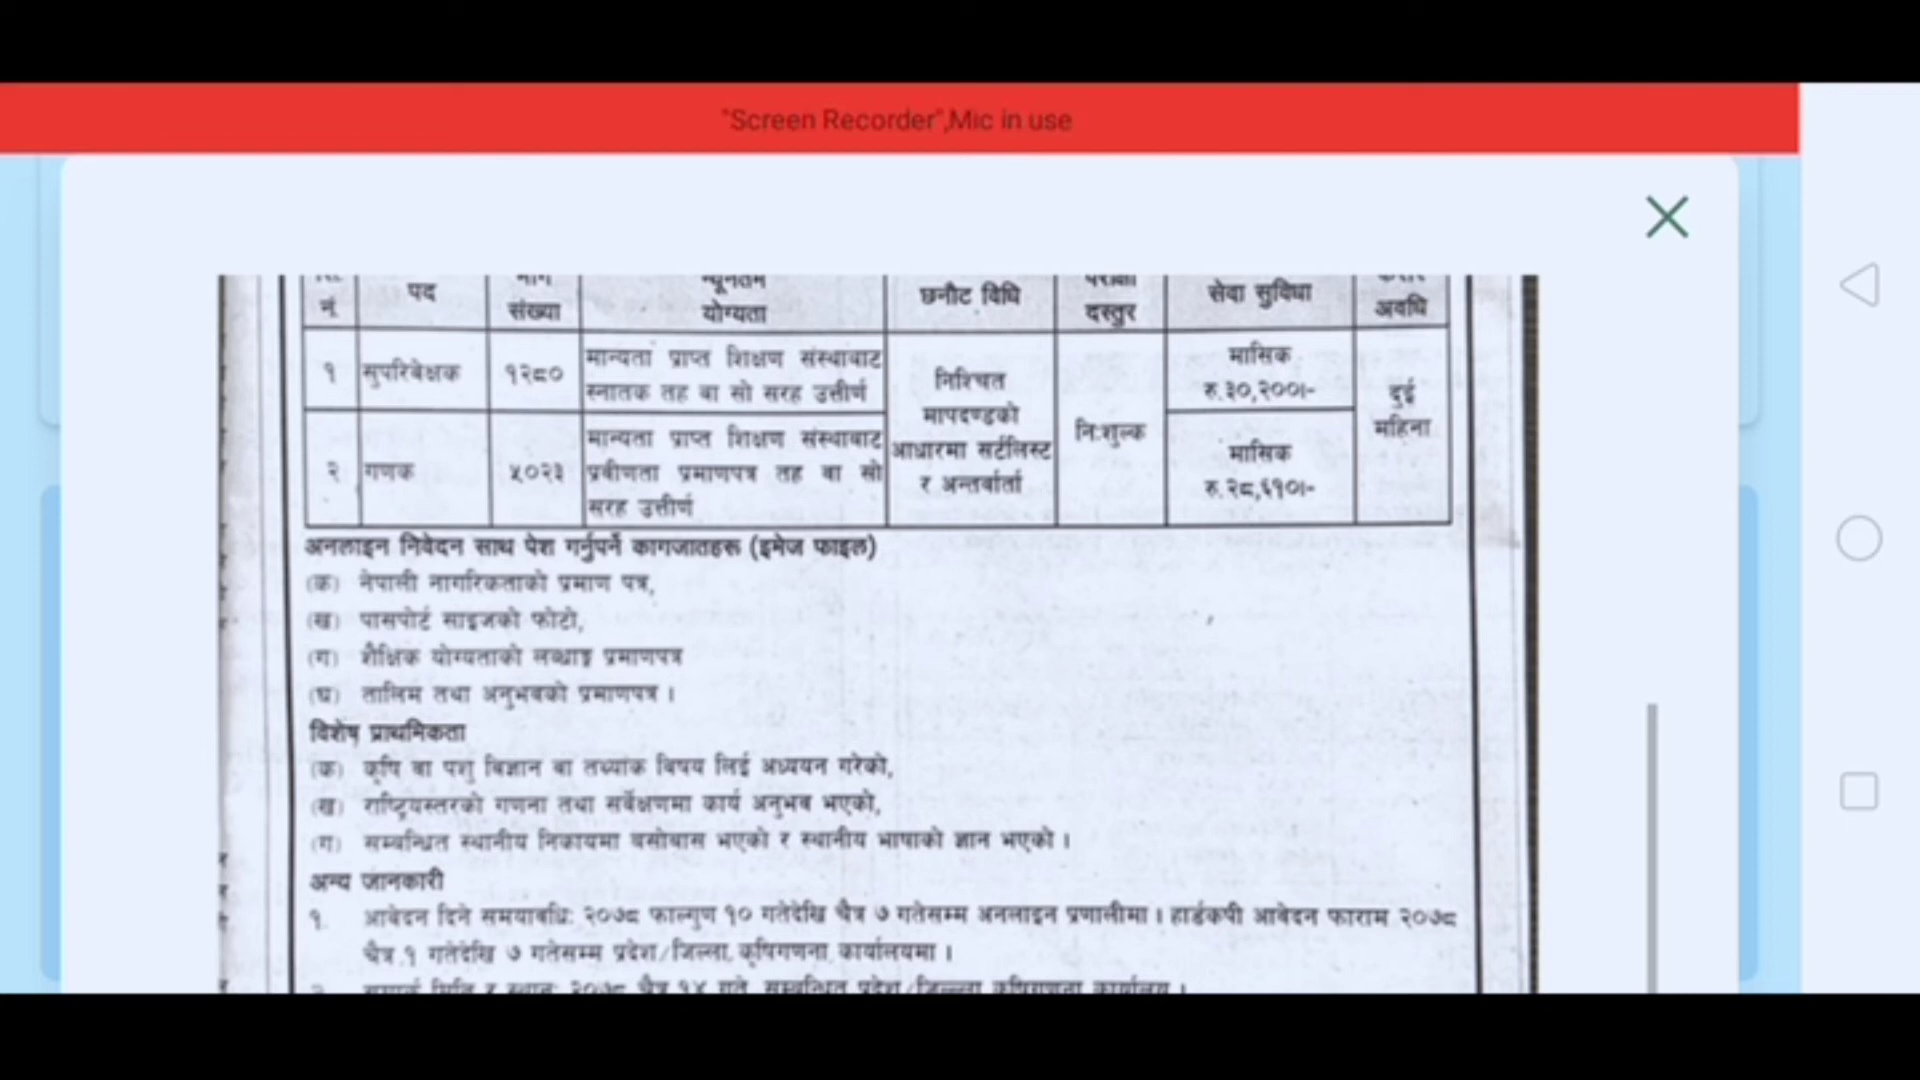 "Screen Recorder",Mic in use
पद संख्या योग्यता छनौट विधि दस्तुर सेवा सुविधा अवधि
१ सुपरिवेक्षक १२८० मान्यता प्राप्त शिक्षण संस्थाबाट स्नातक तह वा सो सरह उत्तीर्ण मासिक रु.३०,२००।-
निश्चित मापदण्डको आधारमा सर्टलिस्ट र अन्तर्वार्ता नि:शुल्क दुई महिना
२ गणक ५०२३ मान्यता प्राप्त शिक्षण संस्थाबाट प्रवीणता प्रमाणपत्र तह वा सो सरह उत्तीर्ण मासिक रु.२८,६१०।-
अनलाइन निवेदन साथ पेश गर्नुपर्ने कागजातहरू (इमेज फाइल)
(क) नेपाली नागरिकताको प्रमाण पत्र,
(ख) पासपोर्ट साइजको फोटो,
(ग) शैक्षिक योग्यताको लब्धाङ्क प्रमाणपत्र
(घ) तालिम तथा अनुभवको प्रमाणपत्र ।
विशेष प्राथमिकता
(क) कृषि वा पशु विज्ञान वा तथ्यांक विषय लिई अध्ययन गरेको,
(ख) राष्ट्रियस्तरको गणना तथा सर्वेक्षणमा कार्य अनुभव भएको,
(ग) सम्बन्धित स्थानीय निकायमा बसोबास भएको र स्थानीय भाषाको ज्ञान भएको ।
अन्य जानकारी
१. आवेदन दिने समयावधि: २०७८ फाल्गुण १० गतेदेखि चैत्र ७ गतेसम्म अनलाइन प्रणालीमा । हार्डकपी आवेदन फाराम २०७८
चैत्र १ गतेदेखि ७ गतेसम्म प्रदेश/जिल्ला कृषिगणना कार्यालयमा ।